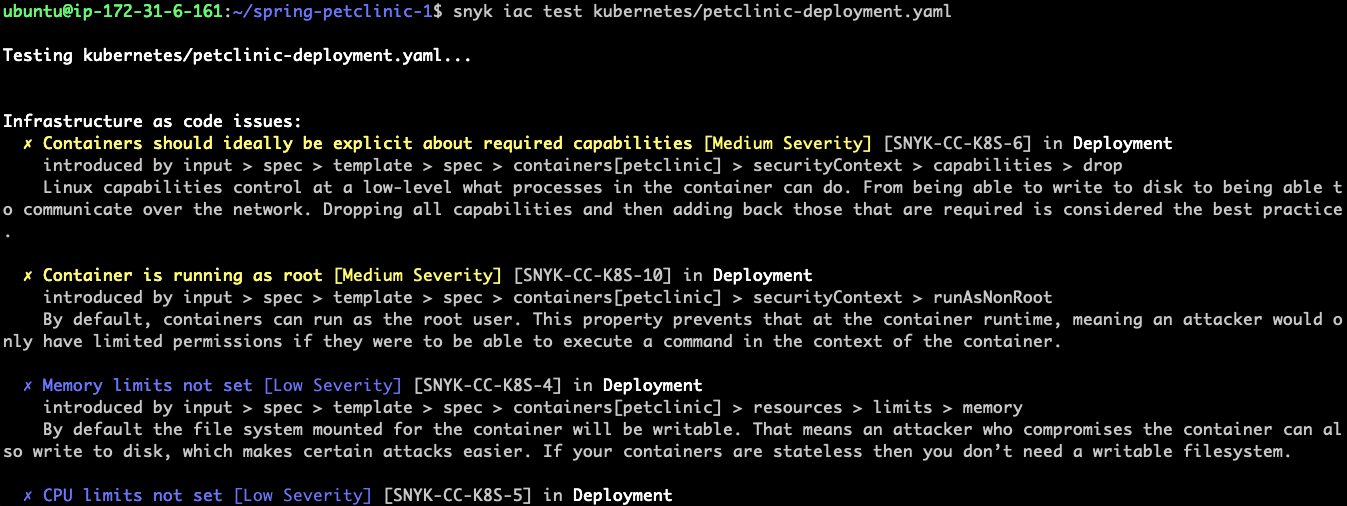 ubuntu@ip-172-31-6-161:~/spring-petclinic-1$ snyk iac test kubernetes/petclinic-deployment.yaml
Testing kubernetes/petclinic-deployment.yaml...
Infrastructure as code issues:
✗ Containers should ideally be explicit about required capabilities [Medium Severity] [SNYK-CC-K8S-6] in Deployment
introduced by input > spec > template > spec > containers[petclinic] > securityContext > capabilities > drop
Linux capabilities control at a low-level what processes in the container can do. From being able to write to disk to being able t
o communicate over the network. Dropping all capabilities and then adding back those that are required is considered the best practice
.
✗ Container is running as root [Medium Severity] [SNYK-CC-K8S-10] in Deployment
introduced by input > spec > template > spec > containers[petclinic] > securityContext > runAsNonRoot
By default, containers can run as the root user. This property prevents that at the container runtime, meaning an attacker would o
nly have limited permissions if they were to be able to execute a command in the context of the container.
✗ Memory limits not set [Low Severity] [SNYK-CC-K8S-4] in Deployment
introduced by input > spec > template > spec > containers[petclinic] > resources > limits > memory
By default the file system mounted for the container will be writable. That means an attacker who compromises the container can al
so write to disk, which makes certain attacks easier. If your containers are stateless then you don’t need a writable filesystem.
✗ CPU limits not set [Low Severity] [SNYK-CC-K8S-5] in Deployment